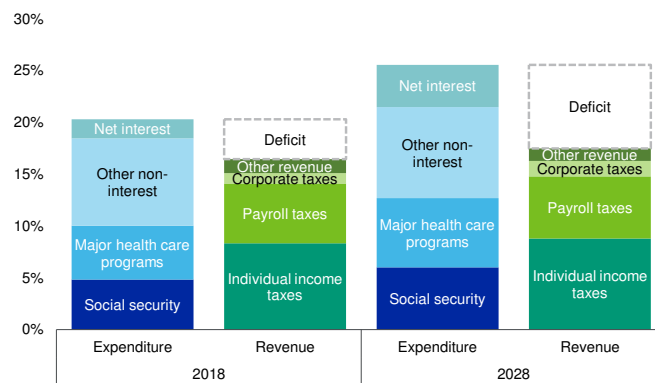 30%
25%
20%
15%
10%
5%
0%
Net interest
Other non-
interest
Major health care
programs
Social security
Deficit
Other revenue
Corporate taxes
Payroll taxes
Individual income
taxes
Net interest
Other non-
interest
Major health care
programs
Social security
Deficit
Other revenue
Corporate taxes
Payroll taxes
Individual income
taxes
Expenditure
Revenue
Expenditure
Revenue
2018
2028